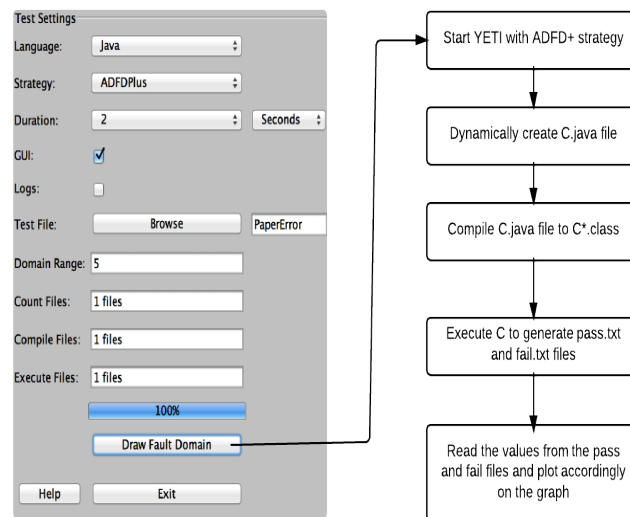 Test Settings
Language: Java
Strategy: ADFDPlus
Duration: 2 Seconds
GUI:
Logs:
Test File: Browse PaperError
Domain Range: 5
Count Files: 1 files
Compile Files: 1 files
Execute Files: 1 files
100%
Draw Fault Domain
Help Exit
Start YETI with ADFD+ strategy
Dynamically create C.java file
Compile C.java file to C*.class
Execute C to generate pass.txt
and fail.txt files
Read the values from the pass
and fail files and plot accordingly
on the graph